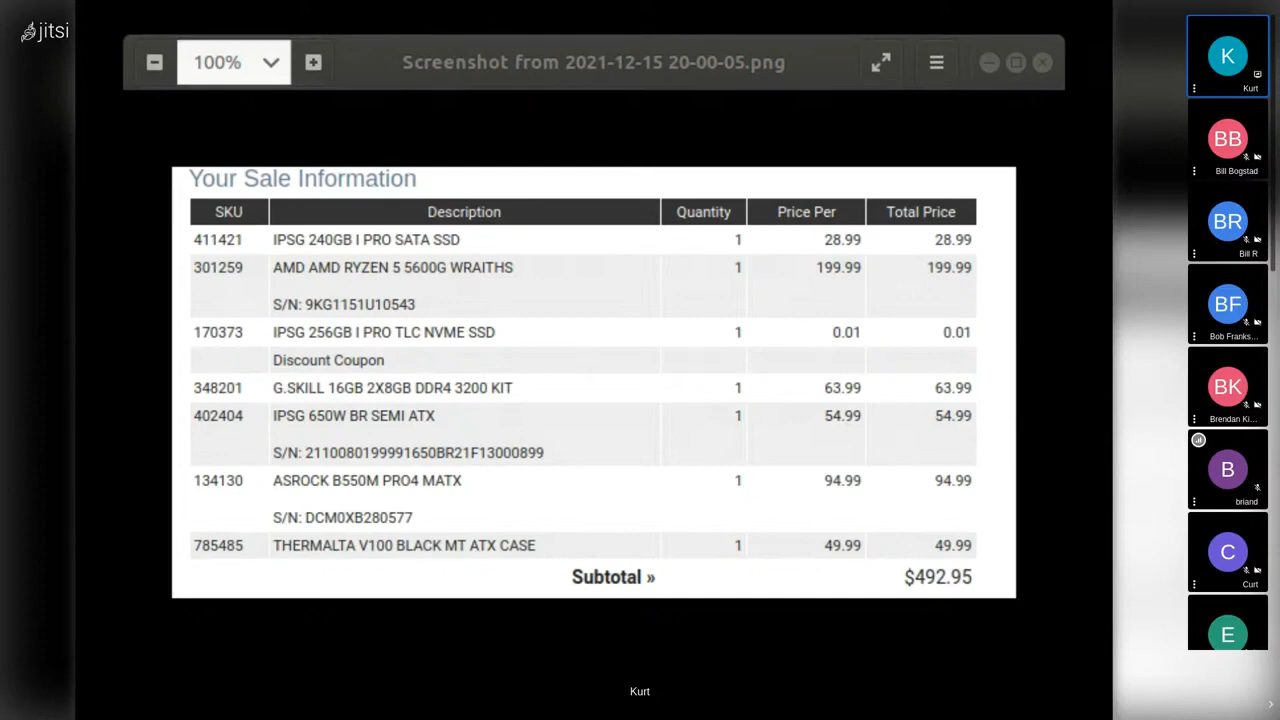 jitsi
100%
Screenshot from 2021-12-15 20-00-05.png
Your Sale Information
SKU Description Quantity Price Per Total Price
411421 IPSG 240GB I PRO SATA SSD 1 28.99 28.99
301259 AMD AMD RYZEN 5 5600G WRAITHS 1 199.99 199.99
S/N: 9KG1151U10543
170373 IPSG 256GB I PRO TLC NVME SSD 1 0.01 0.01
Discount Coupon
348201 G.SKILL 16GB 2X8GB DDR4 3200 KIT 1 63.99 63.99
402404 IPSG 650W BR SEMI ATX 1 54.99 54.99
S/N: 2110080199991650BR21F13000899
134130 ASROCK B550M PRO4 MATX 1 94.99 94.99
S/N: DCM0XB280577
785485 THERMALTA V100 BLACK MT ATX CASE 1 49.99 49.99
Subtotal » $492.95
Kurt
K
Kurt
BB
Bill Bogstad
BR
Bill R
BF
Bob Franks...
BK
Brendan Ki...
B
briand
C
Curt
E